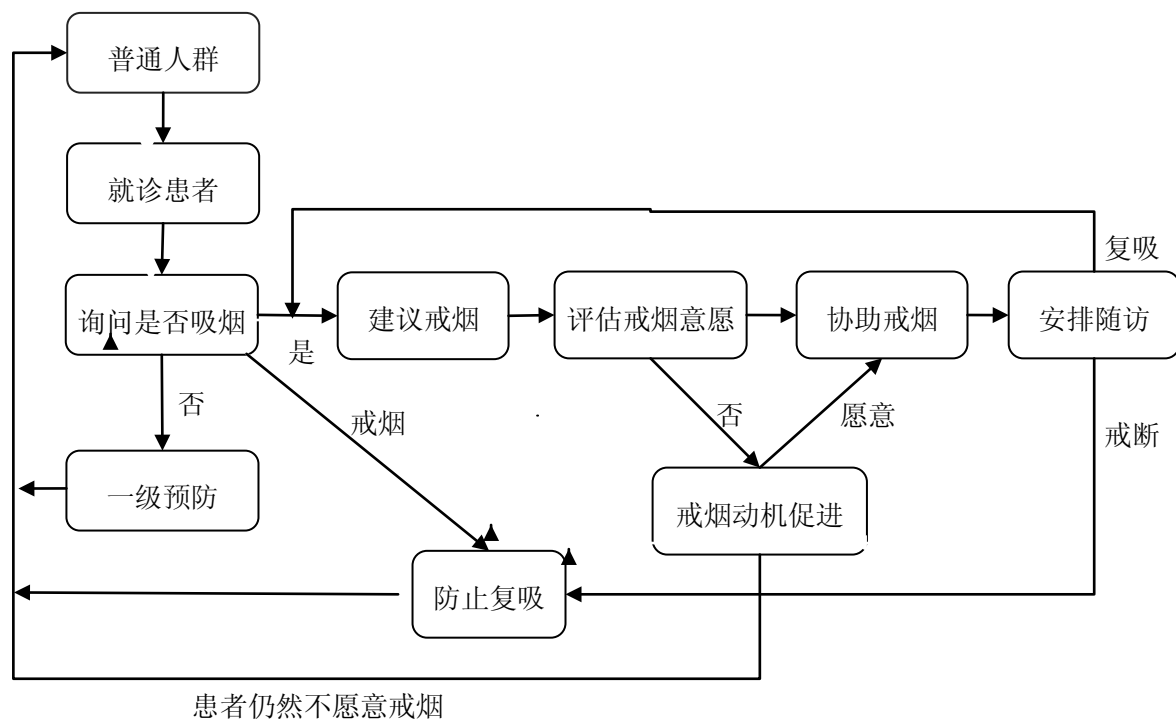 普通人群
就诊患者
复吸
询问是否吸烟
建议戒烟
评估戒烟意愿
协助戒烟
安排随访
是
否
戒烟
否
愿意
戒断
一级预防
戒烟动机促进
防止复吸
患者仍然不愿意戒烟